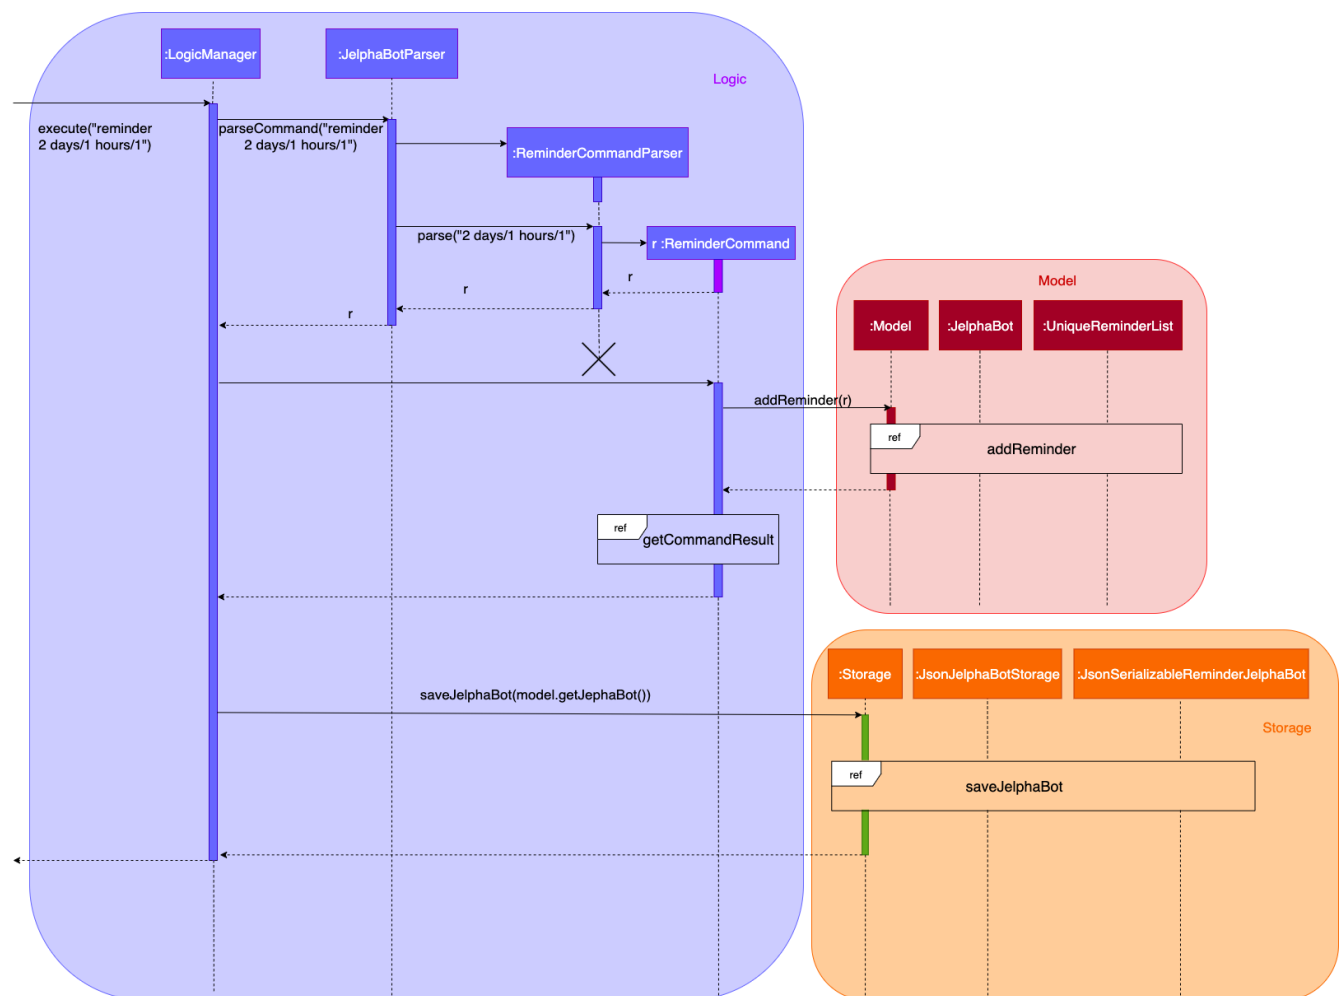 :LogicManager
:JelphaBotParser
Logic
execute("reminder
2 days/1 hours/1")
parseCommand("reminder
2 days/1 hours/1")
:ReminderCommandParser
parse("2 days/1 hours/1")
r :ReminderCommand
r
r
r
Model
:Model
:JelphaBot
:UniqueReminderList
addReminder(r)
ref
addReminder
ref
getCommandResult
:Storage
:JsonJelphaBotStorage
:JsonSerializableReminderJelphaBot
saveJelphaBot(model.getJephaBot())
Storage
ref
saveJelphaBot